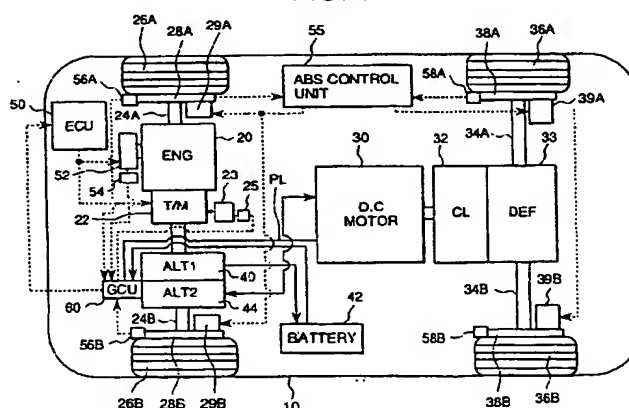 26A
28A
29A
55
38A
36A
56A
ABS CONTROL
UNIT
58A
50
ECU
24A
20
39A
ENG
30
32
34A
33
52
54
23
25
PL
T/M
22
D.C
MOTOR
CL
DEF
ALT1
40
GCU
ALT2
60
44
42
34B
39B
24B
BATTERY
56B
58B
26B
28B
29B
10
38B
36B